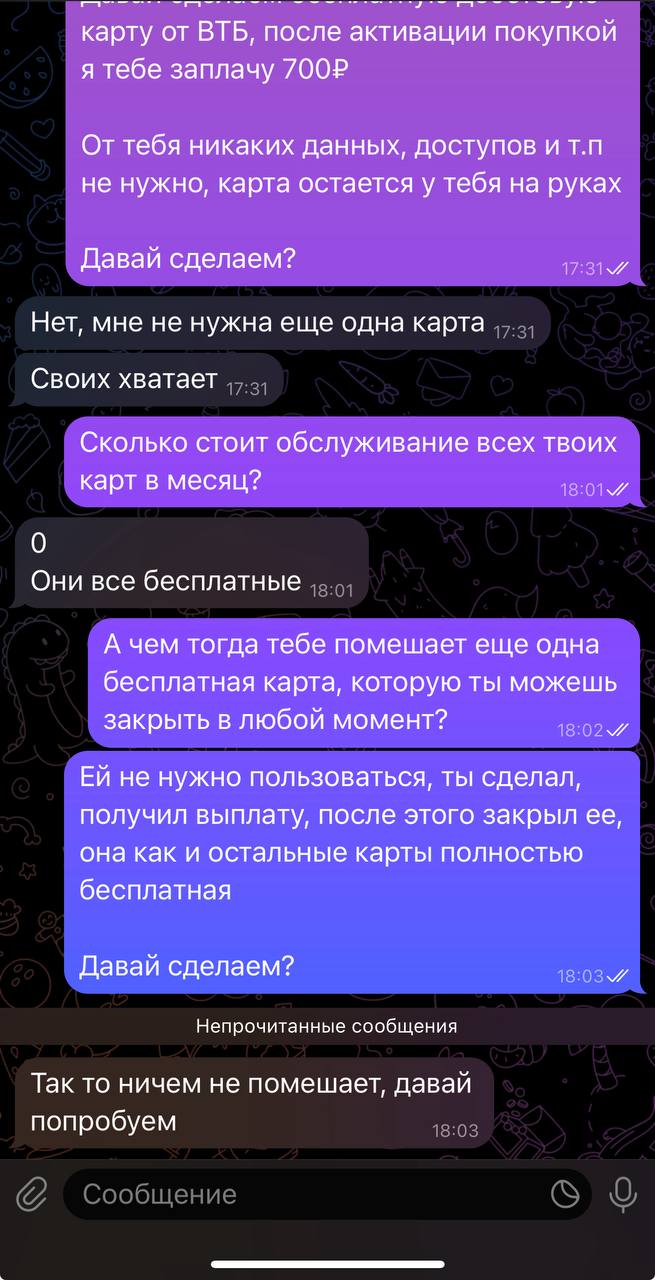 Давай сделаем бесплатную дебетовую
карту от ВТБ, после активации покупкой
я тебе заплачу 700₽
От тебя никаких данных, доступов и т.п
не нужно, карта остается у тебя на руках
Давай сделаем?
17:31
Нет, мне не нужна еще одна карта 17:31
Своих хватает 17:31
Сколько стоит обслуживание всех твоих
карт в месяц?
18:01
0
Они все бесплатные 18:01
А чем тогда тебе помешает еще одна
бесплатная карта, которую ты можешь
закрыть в любой момент?
18:02
Ей не нужно пользоваться, ты сделал,
получил выплату, после этого закрыл ее,
она как и остальные карты полностью
бесплатная
Давай сделаем?
18:03
Непрочитанные сообщения
Так то ничем не помешает, давай
попробуем
18:03
Сообщение